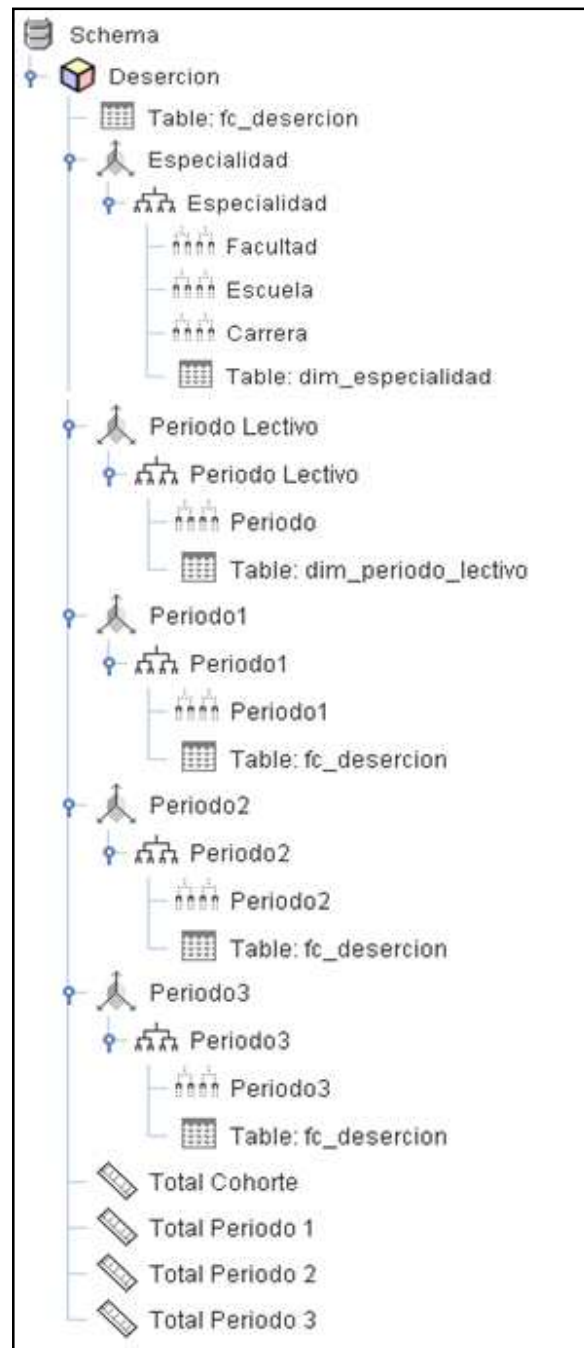 Schema
Desercion
Table: fc_desercion
Especialidad
Especialidad
Facultad
Escuela
Carrera
Table: dim_especialidad
Periodo Lectivo
Periodo Lectivo
Periodo
Table: dim_periodo_lectivo
Periodo1
Periodo1
Periodo1
Table: fc_desercion
Periodo2
Periodo2
Periodo2
Table: fc_desercion
Periodo3
Periodo3
Periodo3
Table: fc_desercion
Total Cohorte
Total Periodo 1
Total Periodo 2
Total Periodo 3